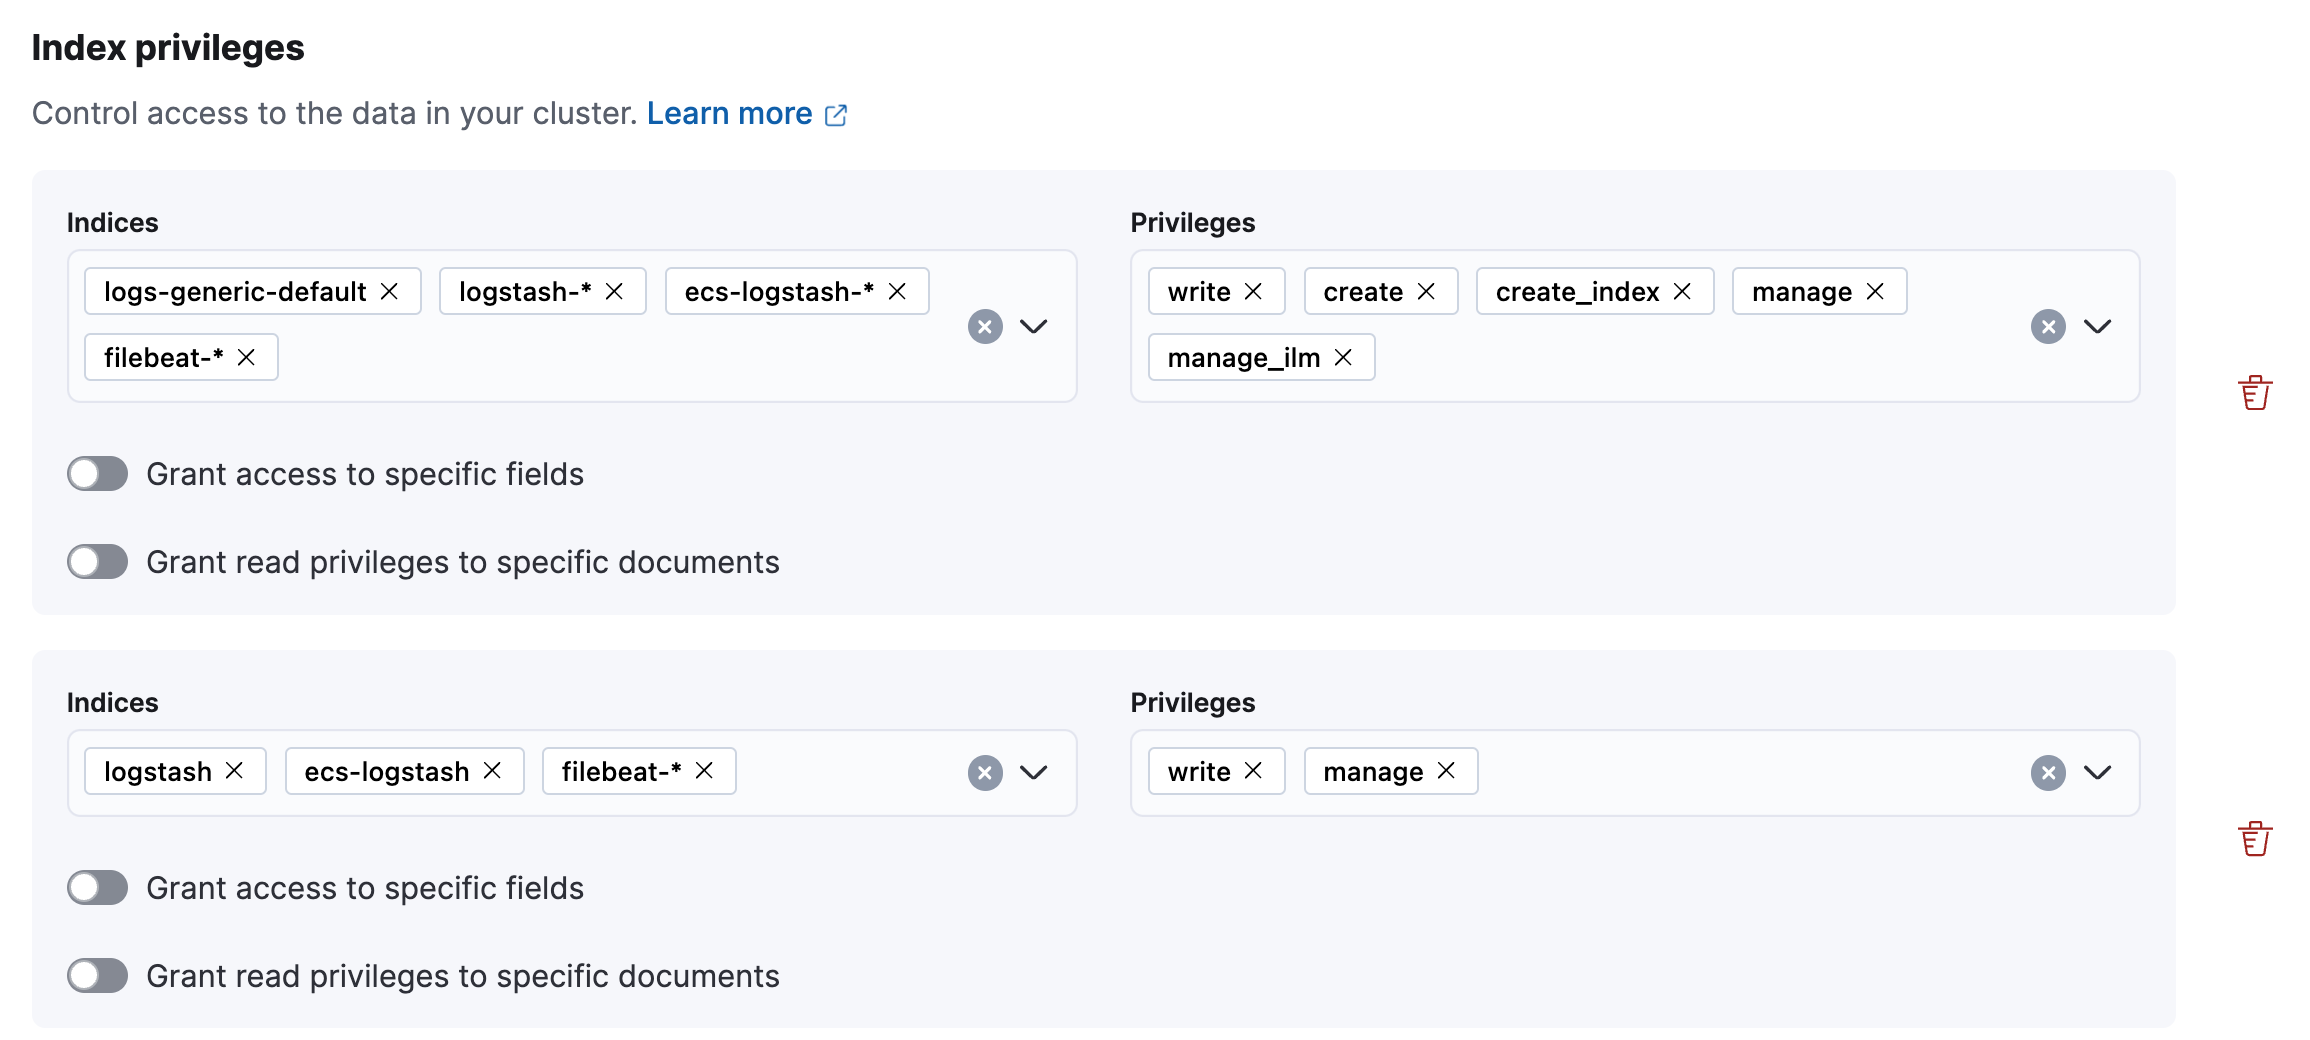 Index privileges
Control access to the data in your cluster. Learn more
Indices
logs-generic-default logstash-* ecs-logstash-*
filebeat-*
Privileges
write create create_index manage
manage_ilm
Grant access to specific fields
Grant read privileges to specific documents
Indices
logstash ecs-logstash filebeat-*
Privileges
write manage
Grant access to specific fields
Grant read privileges to specific documents